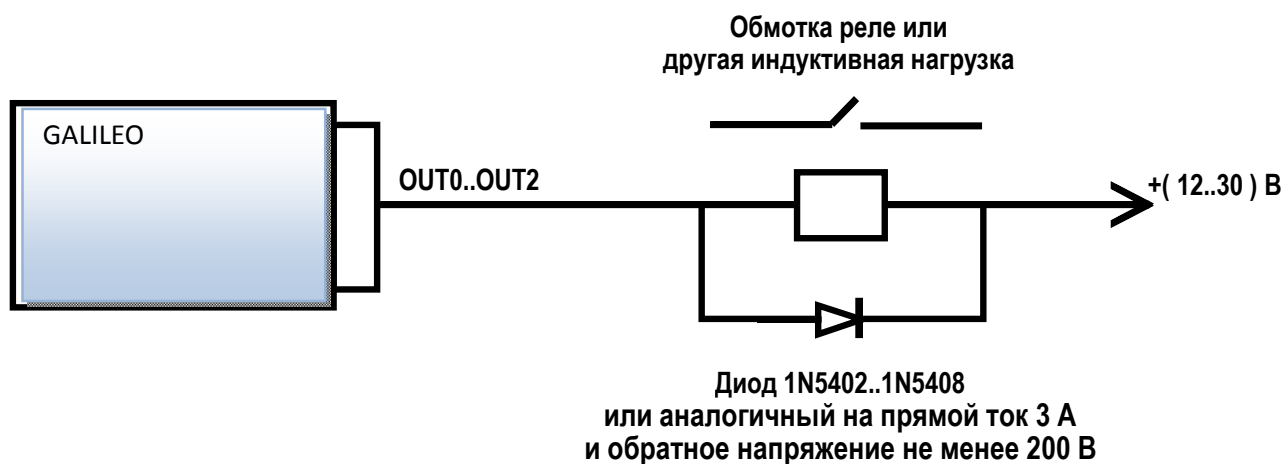 Обмотка реле или
другая индуктивная нагрузка
GALILEO
OUT0..OUT2
+( 12..30 ) В
Диод 1N5402..1N5408
или аналогичный на прямой ток 3 А
и обратное напряжение не менее 200 В